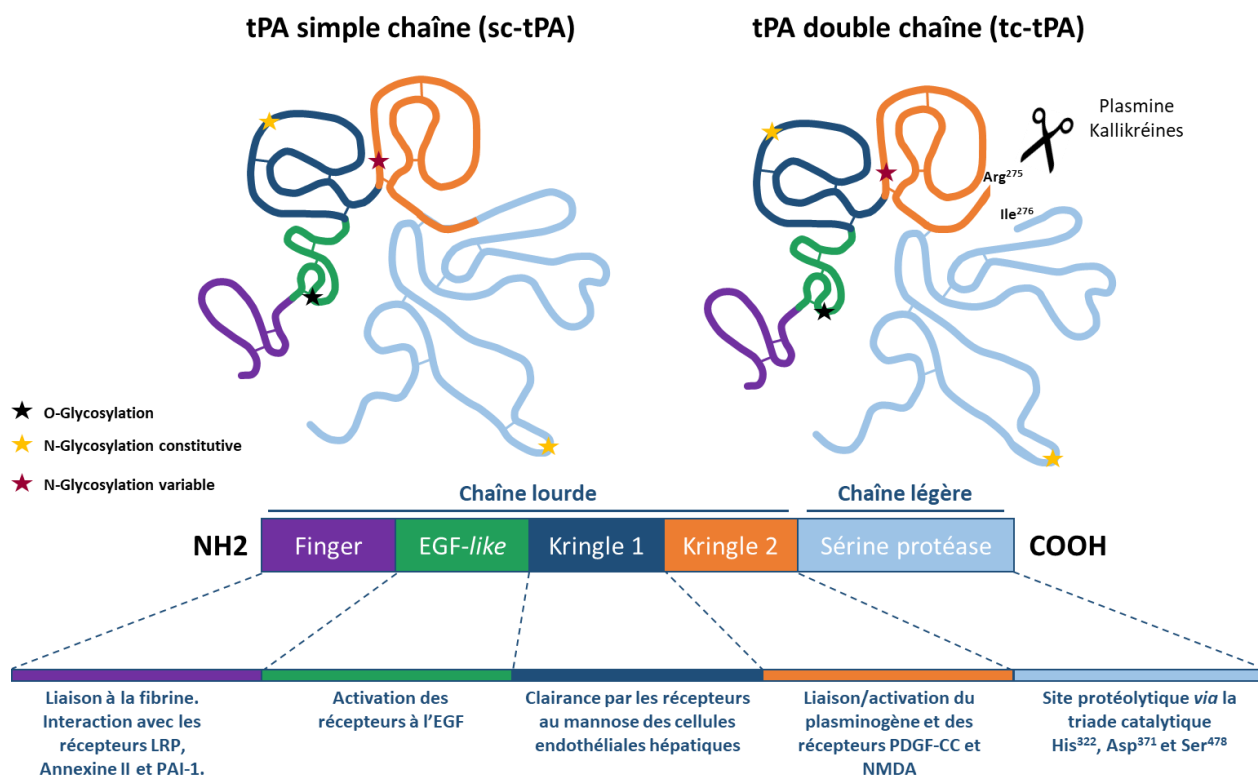 tPA simple chaîne (sc-tPA)
tPA double chaîne (tc-tPA)
Plasmine
Kallikréines
Arg²⁷⁵
Ile²⁷⁶
O-Glycosylation
N-Glycosylation constitutive
N-Glycosylation variable
Chaîne lourde
Chaîne légère
NH2
Finger
EGF-like
Kringle 1
Kringle 2
Sérine protéase
COOH
Liaison à la fibrine.
Interaction avec les
récepteurs LRP,
Annexine II et PAI-1.
Activation des
récepteurs à l’EGF
Clairance par les récepteurs
au mannose des cellules
endothéliales hépatiques
Liaison/activation du
plasminogène et des
récepteurs PDGF-CC et
NMDA
Site protéolytique via la
triade catalytique
His³²², Asp³⁷¹ et Ser⁴⁷⁸